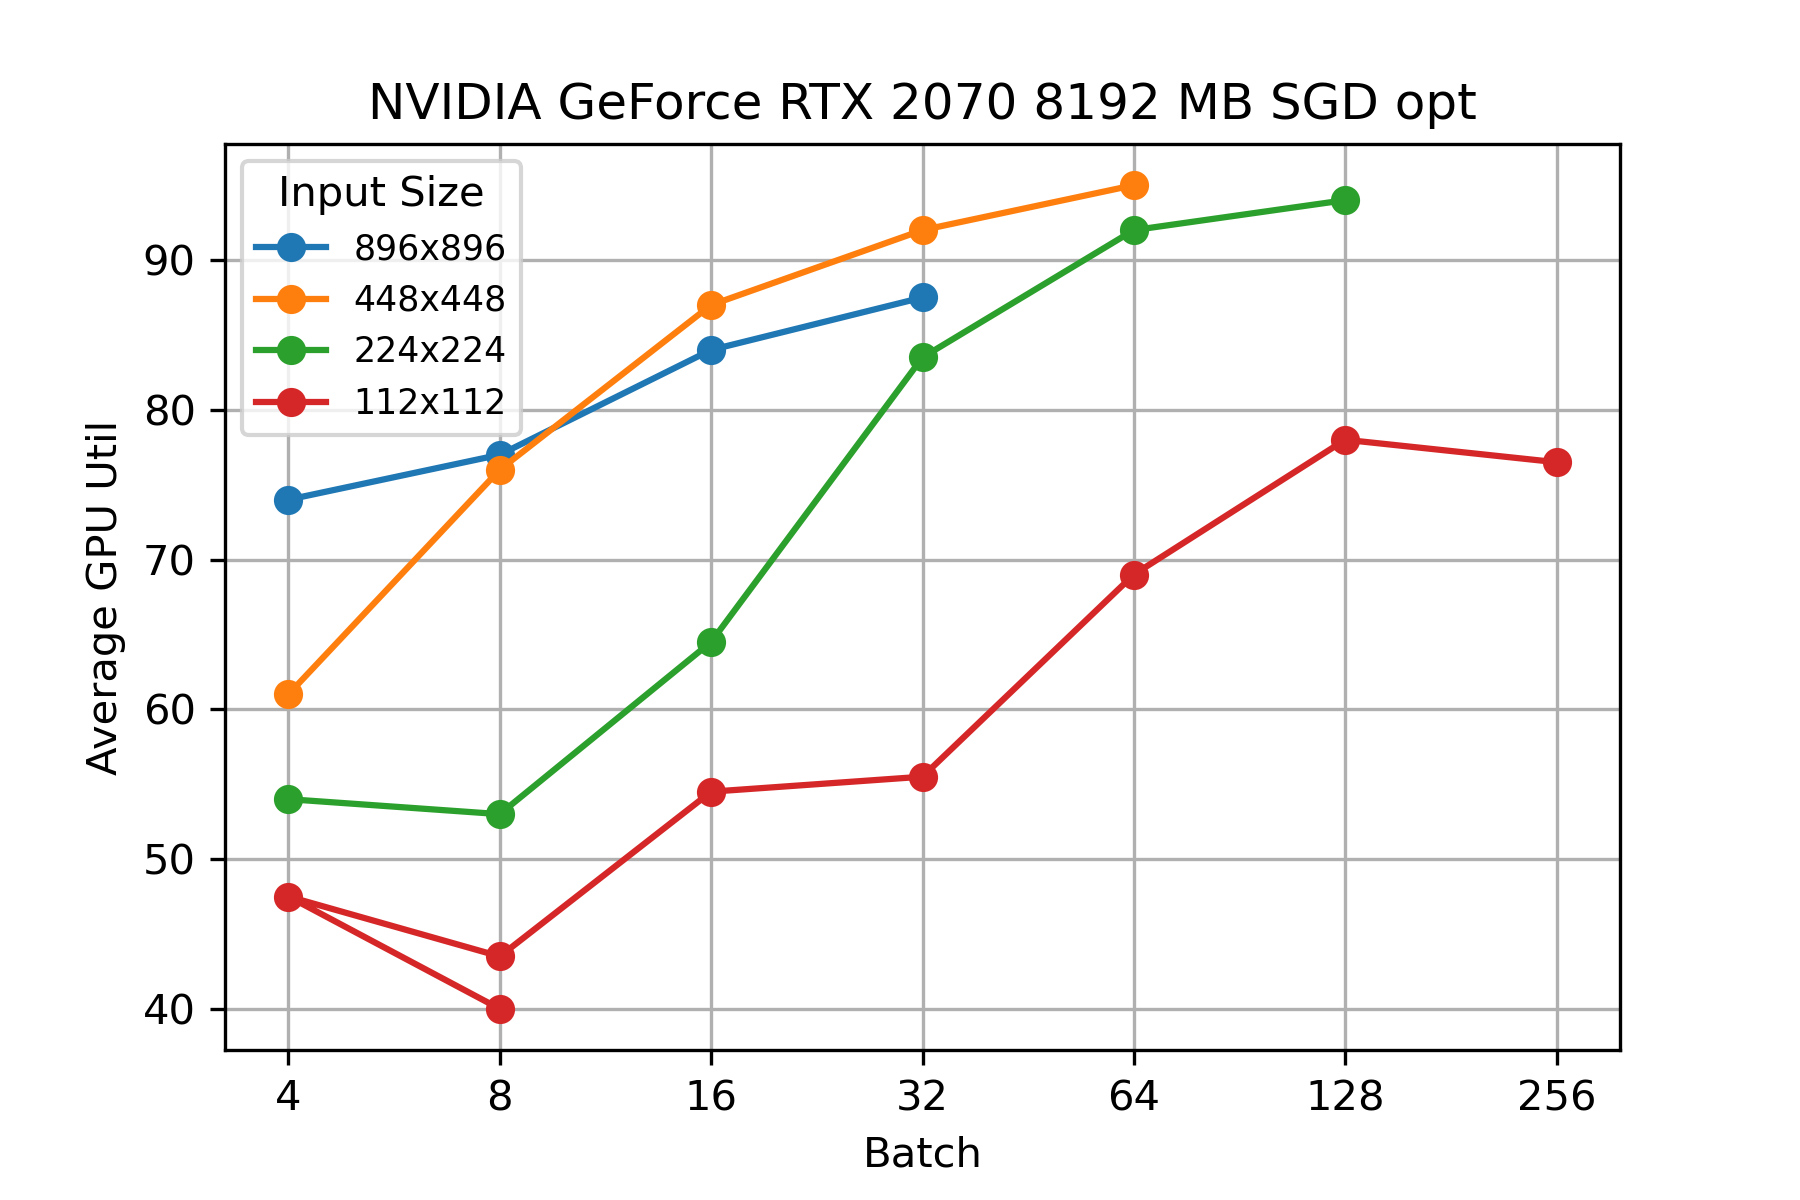 NVIDIA GeForce RTX 2070 8192 MB SGD opt
Input Size
896x896
448x448
224x224
112x112
Average GPU Util
90
80
70
60
50
40
4 8 16 32 64 128 256
Batch